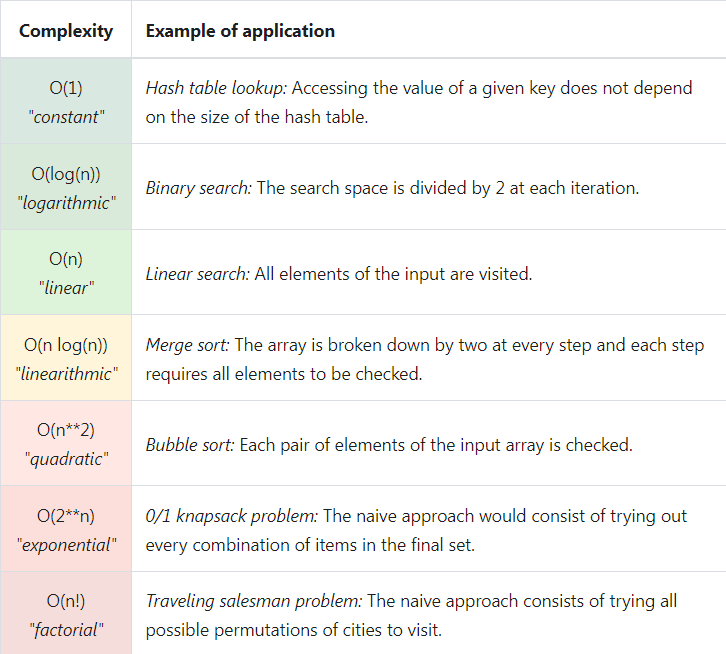 Complexity
Example of application
O(1)
"constant"
Hash table lookup: Accessing the value of a given key does not depend
on the size of the hash table.
O(log(n))
"logarithmic"
Binary search: The search space is divided by 2 at each iteration.
O(n)
"linear"
Linear search: All elements of the input are visited.
O(n log(n))
"linearithmic"
Merge sort: The array is broken down by two at every step and each step
requires all elements to be checked.
O(n**2)
"quadratic"
Bubble sort: Each pair of elements of the input array is checked.
O(2**n)
"exponential"
0/1 knapsack problem: The naive approach would consist of trying out
every combination of items in the final set.
O(n!)
"factorial"
Traveling salesman problem: The naive approach consists of trying all
possible permutations of cities to visit.